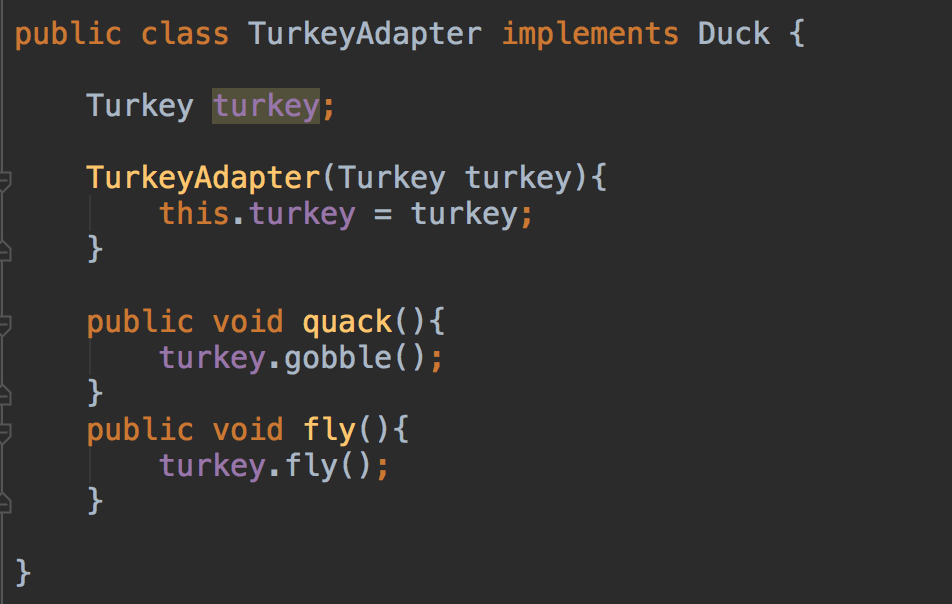 public class TurkeyAdapter implements Duck {
Turkey turkey;
TurkeyAdapter(Turkey turkey){
this.turkey = turkey;
}
public void quack(){
turkey.gobble();
}
public void fly(){
turkey.fly();
}
}